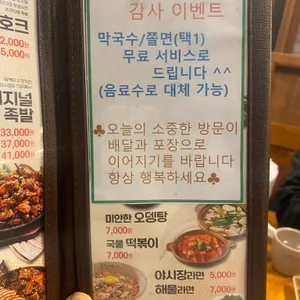 감사 이벤트
막국수/쫄면(택1)
무료 서비스로
드립니다 ^^
(음료수로 대체 가능)
♣오늘의 소중한 방문이
배달과 포장으로
이어지기를 바랍니다
항상 행복하세요♣
호크
2,000원
5,000원
지널
족발
33,000원
37,000원
41,000원
미안한 오뎅탕
7,000원
국물 떡볶이
7,000원
야시장라면 5,000원
해물라면 7,000원